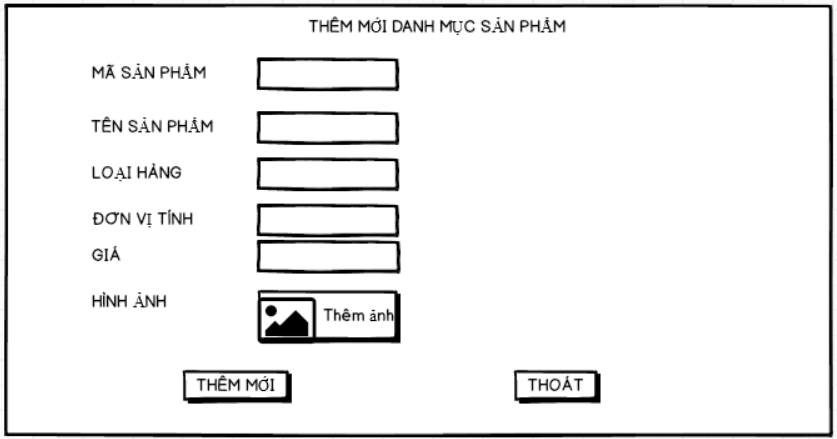 THÊM MỚI DANH MỤC SẢN PHẨM
MÃ SẢN PHẨM
TÊN SẢN PHẨM
LOẠI HÀNG
ĐƠN VỊ TÍNH
GIÁ
HÌNH ẢNH
Thêm ảnh
THÊM MỚI
THOÁT